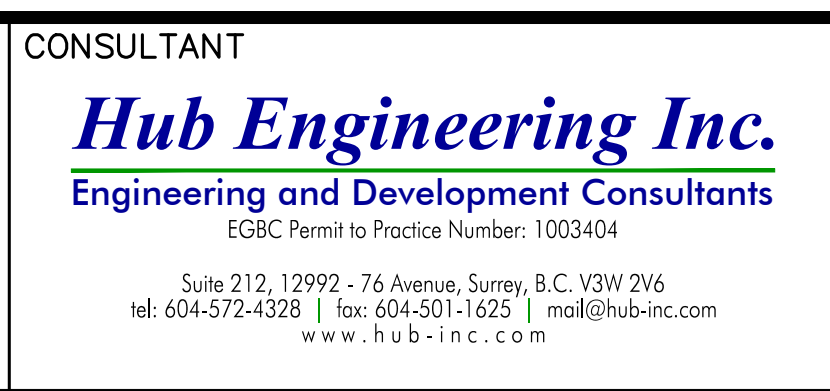 CONSULTANT
Hub Engineering Inc.
Engineering and Development Consultants
EGBC Permit to Practice Number: 1003404
Suite 212, 12992 - 76 Avenue, Surrey, B.C. V3W 2V6
tel: 604-572-4328 | fax: 604-501-1625 | mail@hub-inc.com
www.hub-inc.com